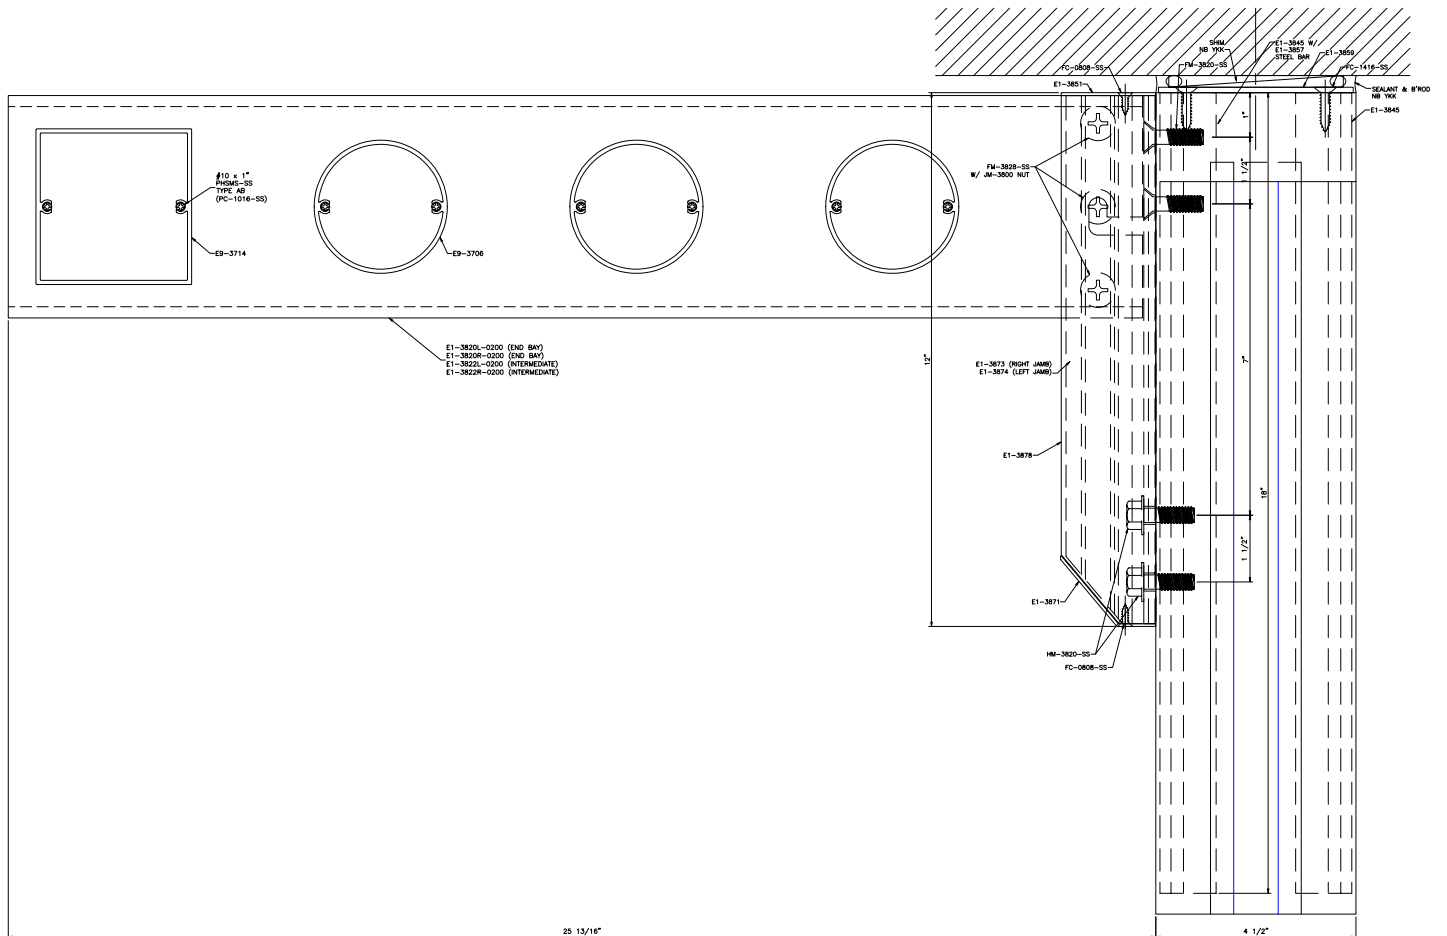 SHIM
NB YKK
E1-3845 W/
E1-3857
STEEL BAR
E1-3859
FM-3820-SS
FC-0808-SS
FC-1416-SS
E1-3851
SEALANT & B'ROD
NB YKK
E1-3845
1"
#10 x 1"
PHSMS-SS
TYPE AB
(PC-1016-SS)
FM-3828-SS
W/ JM-3800 NUT
1 1/2"
E9-3714
E9-3706
E1-3820L-0200 (END BAY)
E1-3820R-0200 (END BAY)
E1-3822L-0200 (INTERMEDIATE)
E1-3822R-0200 (INTERMEDIATE)
12"
E1-3873 (RIGHT JAMB)
E1-3874 (LEFT JAMB)
7"
E1-3878
18"
1 1/2"
E1-3871
HM-3620-SS
FC-0808-SS
25 13/16"
4 1/2"